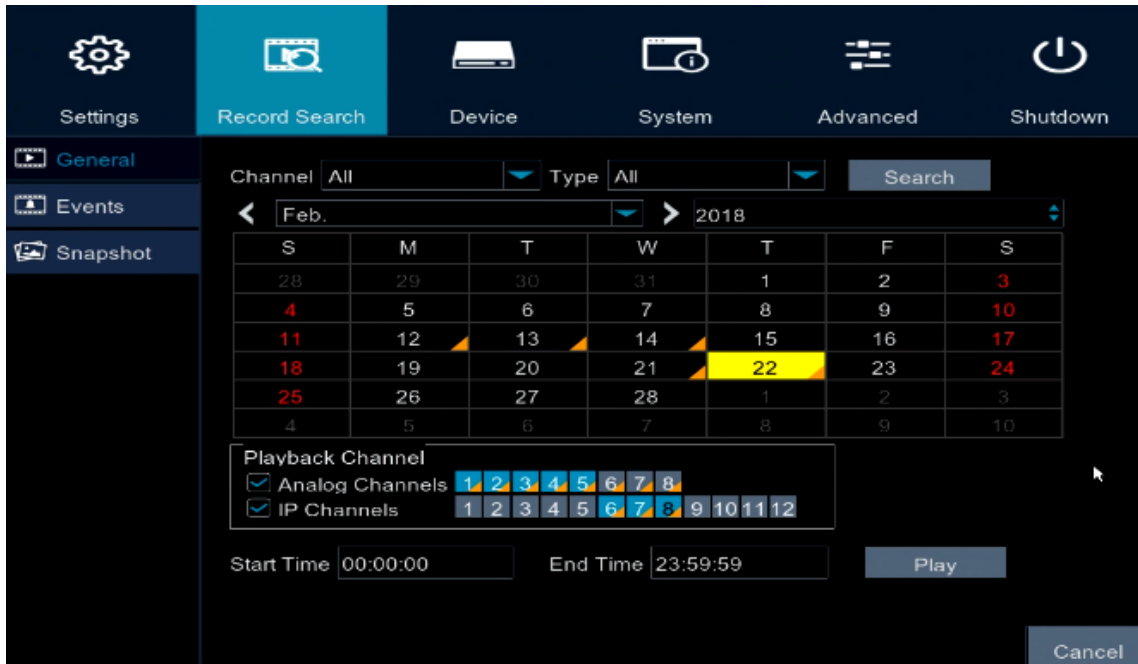 Settings Record Search Device System Advanced Shutdown
General
Events
Snapshot
Channel All Type All Search
Feb. 2018
S M T W T F S
28 29 30 31 1 2 3
4 5 6 7 8 9 10
11 12 13 14 15 16 17
18 19 20 21 22 23 24
25 26 27 28 1 2 3
4 5 6 7 8 9 10
Playback Channel
Analog Channels 1 2 3 4 5 6 7 8
IP Channels 1 2 3 4 5 6 7 8 9 10 11 12
Start Time 00:00:00 End Time 23:59:59 Play
Cancel